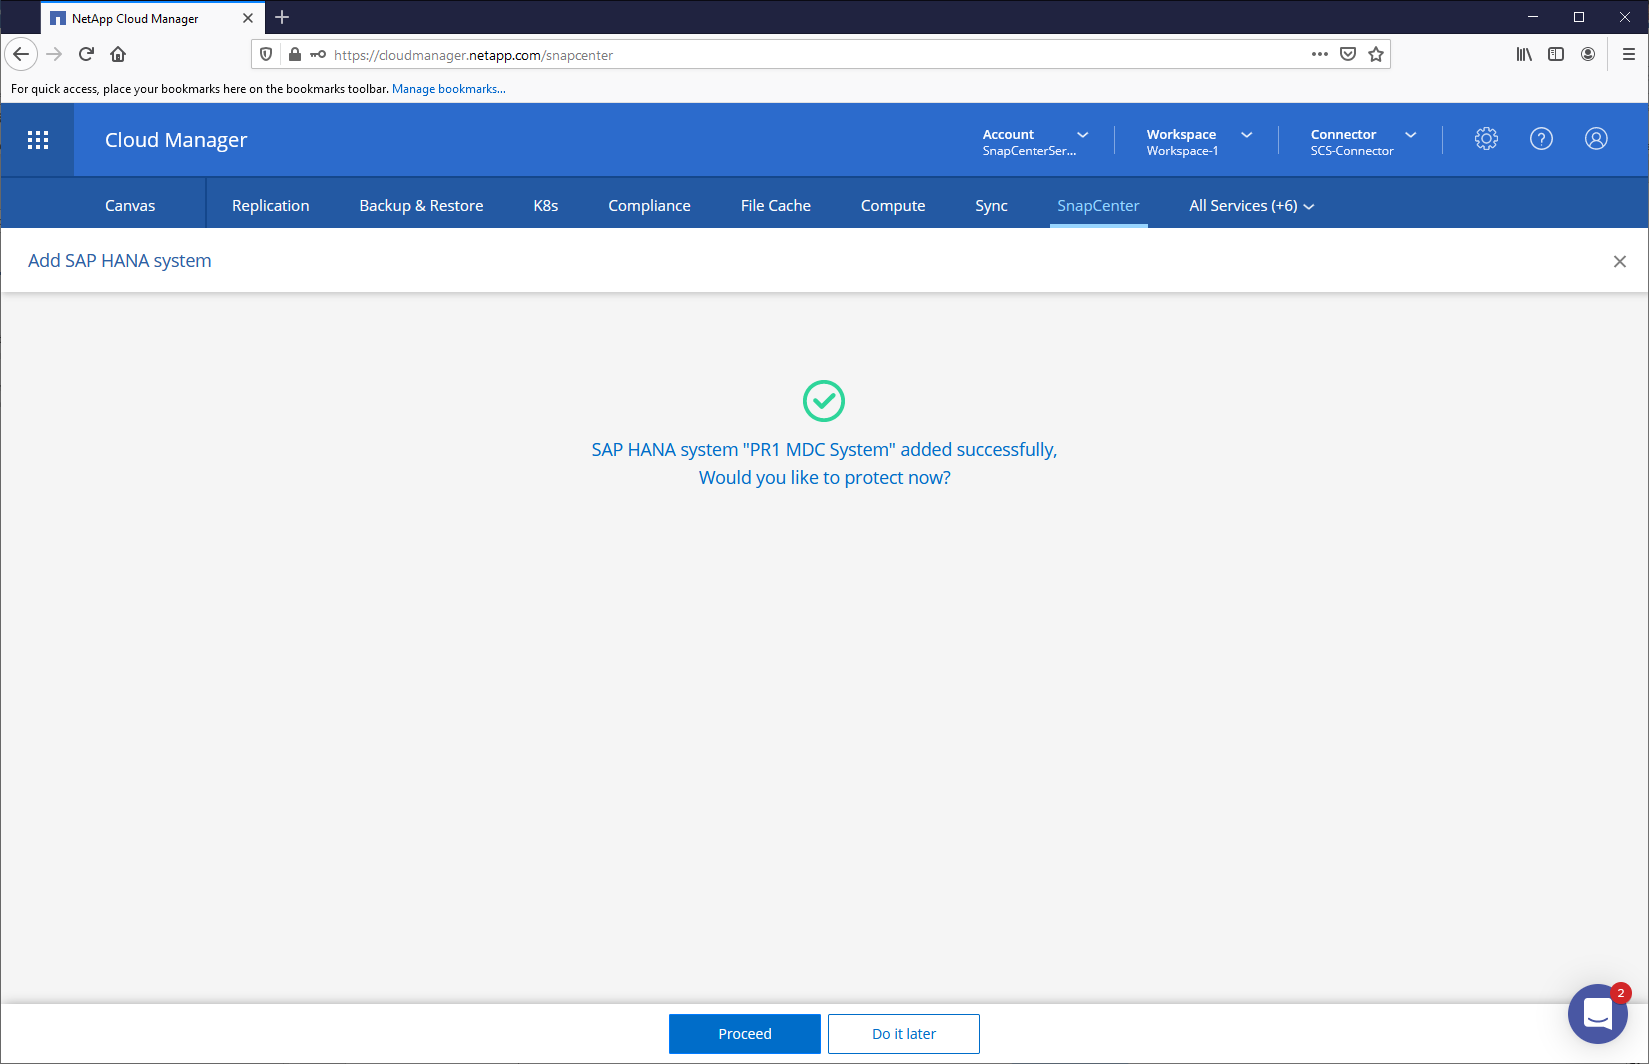 NetApp Cloud Manager
https://cloudmanager.netapp.com/snapcenter
For quick access, place your bookmarks here on the bookmarks toolbar. Manage bookmarks...
Cloud Manager
Account
SnapCenterSer...
Workspace
Workspace-1
Connector
SCS-Connector
Canvas
Replication
Backup & Restore
K8s
Compliance
File Cache
Compute
Sync
SnapCenter
All Services (+6)
Add SAP HANA system
SAP HANA system "PR1 MDC System" added successfully,
Would you like to protect now?
2
Proceed
Do it later